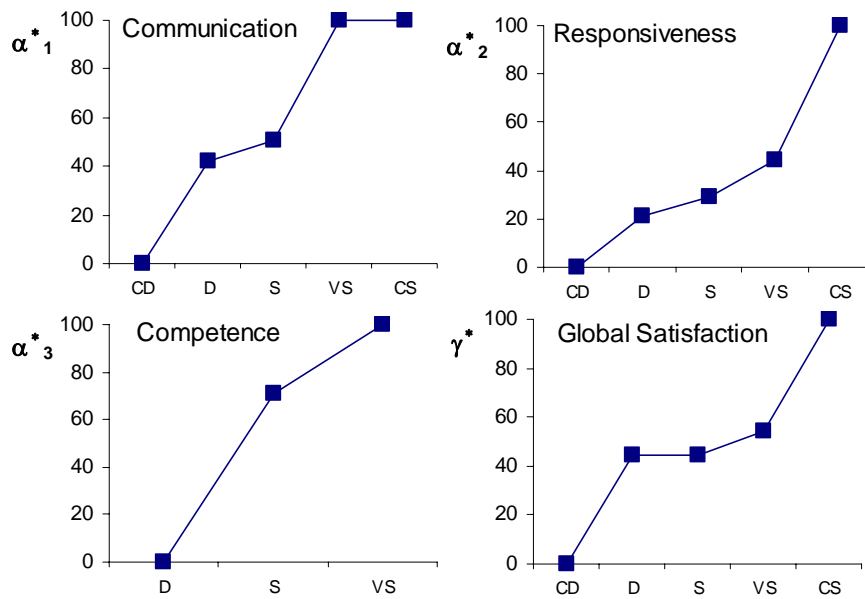 α*1
Communication
100
80
60
40
20
0
CD D S VS CS
α*2
Responsiveness
100
80
60
40
20
0
CD D S VS CS
α*3
Competence
100
80
60
40
20
0
D S VS
γ*
Global Satisfaction
100
80
60
40
20
0
CD D S VS CS